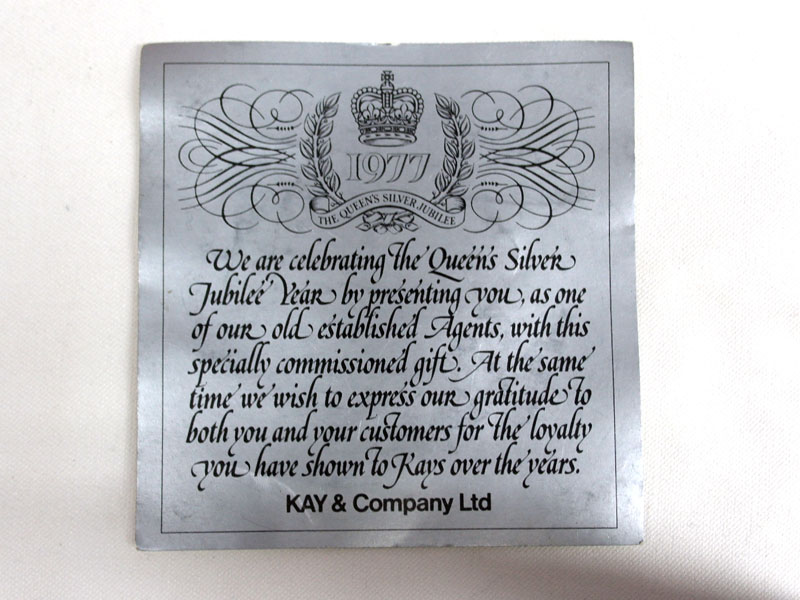 1977
THE QUEEN'S SILVER JUBILEE
We are celebrating the Queen's Silver
Jubilee Year by presenting you, as one
of our old established Agents, with this
specially commissioned gift. At the same
time we wish to express our gratitude to
both you and your customers for the loyalty
you have shown to Kays over the years.
KAY & Company Ltd